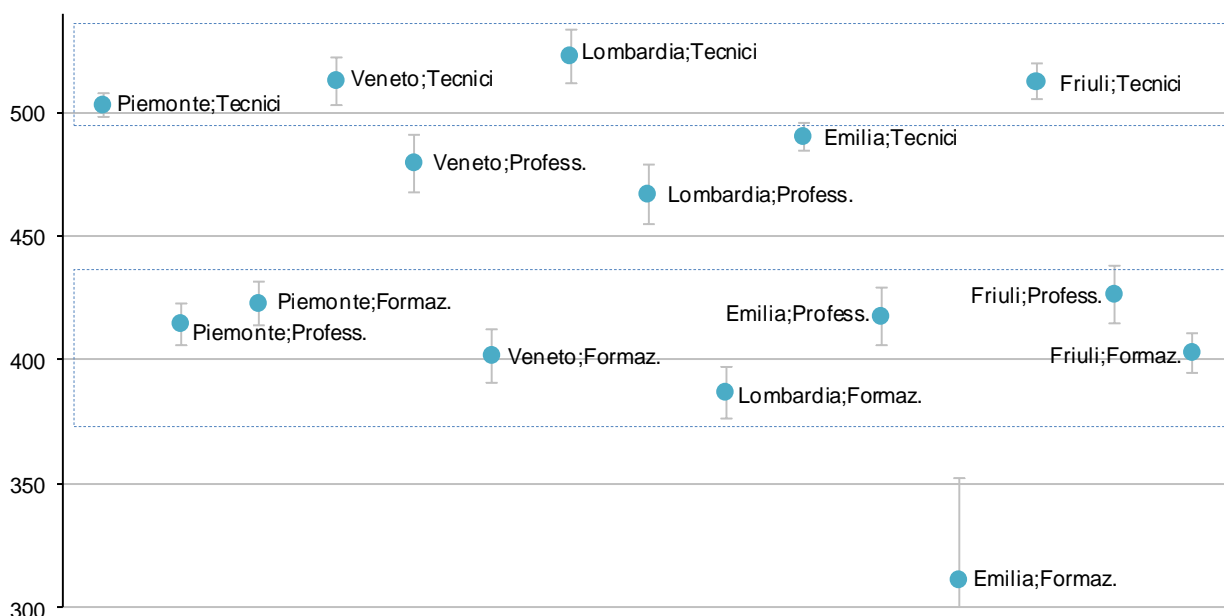 Lombardia;Tecnici
Veneto;Tecnici
Friuli;Tecnici
Piemonte;Tecnici
500
Emilia;Tecnici
Veneto;Profess.
Lombardia;Profess.
450
Friuli;Profess.
Piemonte;Formaz.
Emilia;Profess.
Piemonte;Profess.
Veneto;Formaz.
Friuli;Formaz.
400
Lombardia;Formaz.
350
Emilia;Formaz.
300